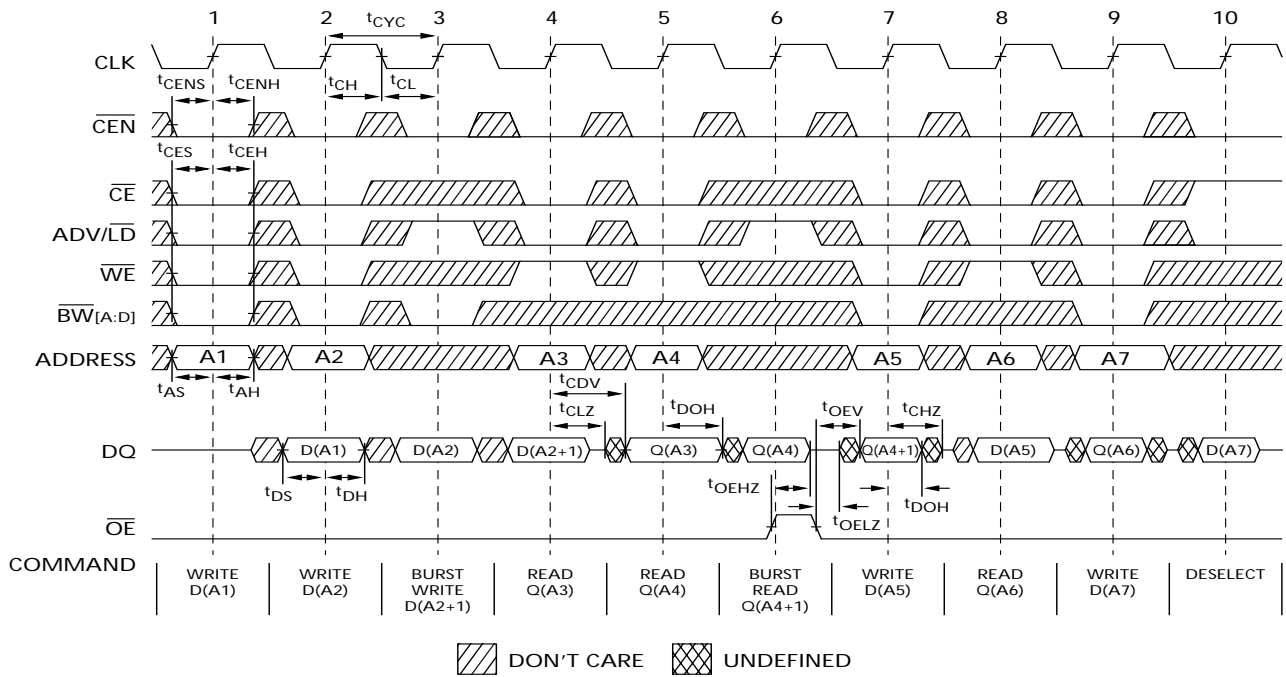 1 2 3 4 5 6 7 8 9 10
tCYC
CLK
tCENS tCENH tCH tCL
CEN
tCES tCEH
CE
ADV/LD
WE
BW[A:D]
ADDRESS A1 A2 A3 A4 A5 A6 A7
tAS tAH tCDV
tCLZ tDOH tOEV tCHZ
DQ D(A1) D(A2) D(A2+1) Q(A3) Q(A4) Q(A4+1) D(A5) Q(A6) D(A7)
tDS tDH tOEHZ tDOH
OE tOELZ
COMMAND
WRITE WRITE BURST READ READ BURST WRITE READ WRITE DESELECT
D(A1) D(A2) WRITE Q(A3) Q(A4) READ D(A5) Q(A6) D(A7)
D(A2+1) Q(A4+1)
DON'T CARE UNDEFINED